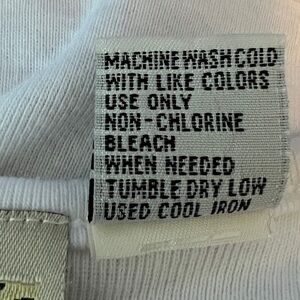 MACHINE WASH COLD
WITH LIKE COLORS
USE ONLY
NON-CHLORINE
BLEACH
WHEN NEEDED
TUMBLE DRY LOW
USED COOL IRON